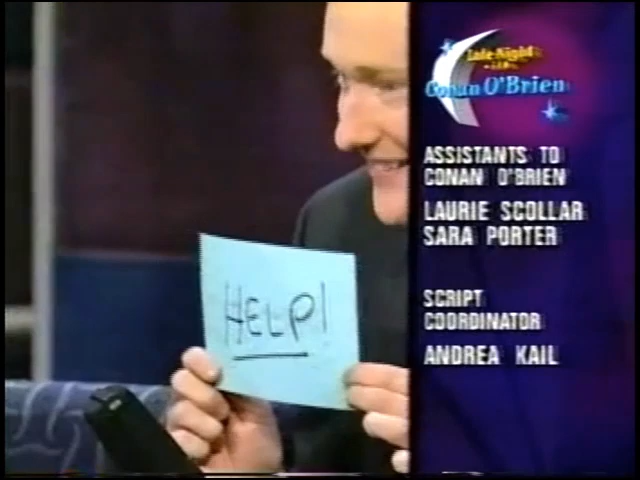 HELP!
Late Night
with
Conan O'Brien
ASSISTANTS TO
CONAN O'BRIEN
LAURIE SCOLLAR
SARA PORTER
SCRIPT
COORDINATOR
ANDREA KAIL